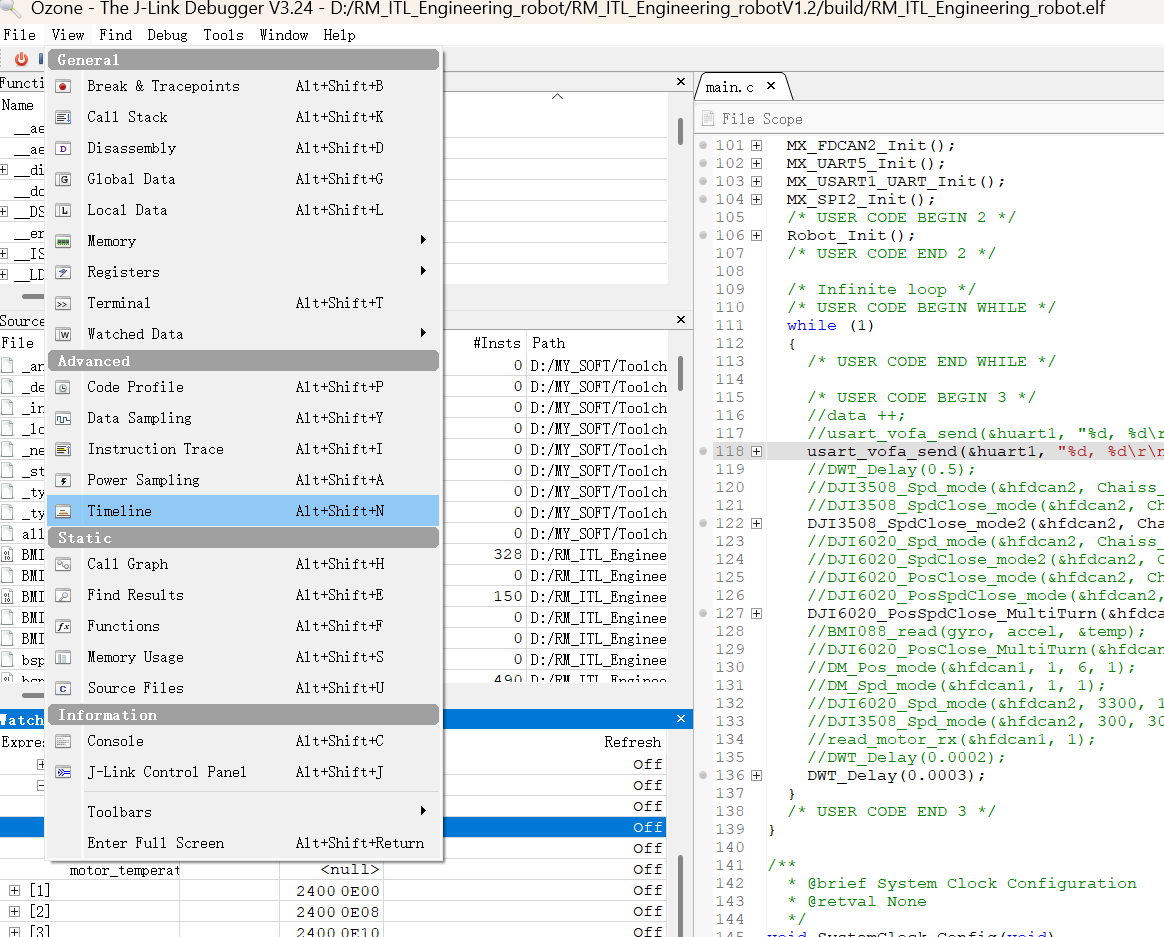 Ozone - The J-Link Debugger V3.24 - D:/RM_ITL_Engineering_robot/RM_ITL_Engineering_robotV1.2/build/RM_ITL_Engineering_robot.elf
File View Find Debug Tools Window Help
General
Break & Tracepoints Alt+Shift+B
Call Stack Alt+Shift+K
Disassembly Alt+Shift+D
Global Data Alt+Shift+G
Local Data Alt+Shift+L
Memory
Registers
Terminal Alt+Shift+T
Watched Data
Advanced
Code Profile Alt+Shift+P
Data Sampling Alt+Shift+Y
Instruction Trace Alt+Shift+I
Power Sampling Alt+Shift+A
Timeline Alt+Shift+N
Static
Call Graph Alt+Shift+H
Find Results Alt+Shift+E
Functions Alt+Shift+F
Memory Usage Alt+Shift+S
Source Files Alt+Shift+U
Information
Console Alt+Shift+C
J-Link Control Panel Alt+Shift+J
Toolbars
Enter Full Screen Alt+Shift+Return
Functi
Name
__ae
__ae
__di
__do
__DS
__er
__IS
__LD
Source
File #Insts Path
_ar 0 D:/MY_SOFT/Toolch
_de 0 D:/MY_SOFT/Toolch
_in 0 D:/MY_SOFT/Toolch
_lo 0 D:/MY_SOFT/Toolch
_ne 0 D:/MY_SOFT/Toolch
_st 0 D:/MY_SOFT/Toolch
_ty 0 D:/MY_SOFT/Toolch
_ty 0 D:/MY_SOFT/Toolch
all 0 D:/MY_SOFT/Toolch
BMI 328 D:/RM_ITL_Enginee
BMI 0 D:/RM_ITL_Enginee
BMI 150 D:/RM_ITL_Enginee
BMI 0 D:/RM_ITL_Enginee
BMI 0 D:/RM_ITL_Enginee
bsp 0 D:/RM_ITL_Enginee
bsp 490 D:/RM_ITL_Enginee
Watch
Expre Refresh
Off
Off
Off
Off
Off
motor_temperat <null> Off
[1] 2400 0E00 Off
[2] 2400 0E08 Off
[3] 2400 0E10 Off
main.c
File Scope
101 MX_FDCAN2_Init();
102 MX_UART5_Init();
103 MX_USART1_UART_Init();
104 MX_SPI2_Init();
105 /* USER CODE BEGIN 2 */
106 Robot_Init();
107 /* USER CODE END 2 */
108
109 /* Infinite loop */
110 /* USER CODE BEGIN WHILE */
111 while (1)
112 {
113 /* USER CODE END WHILE */
114
115 /* USER CODE BEGIN 3 */
116 //data ++;
117 //usart_vofa_send(&huart1, "%d, %d\r
118 usart_vofa_send(&huart1, "%d, %d\r\n
119 //DWT_Delay(0.5);
120 //DJI3508_Spd_mode(&hfdcan2, Chaiss_
121 //DJI3508_SpdClose_mode(&hfdcan2, Ch
122 DJI3508_SpdClose_mode2(&hfdcan2, Cha
123 //DJI6020_Spd_mode(&hfdcan2, Chaiss_
124 //DJI6020_SpdClose_mode2(&hfdcan2, C
125 //DJI6020_PosClose_mode(&hfdcan2, Ch
126 //DJI6020_PosSpdClose_mode(&hfdcan2,
127 DJI6020_PosSpdClose_MultiTurn(&hfdca
128 //BMI088_read(gyro, accel, &temp);
129 //DJI6020_PosClose_MultiTurn(&hfdcan
130 //DM_Pos_mode(&hfdcan1, 1, 6, 1);
131 //DM_Spd_mode(&hfdcan1, 1, 1);
132 //DJI6020_Spd_mode(&hfdcan2, 3300, 1
133 //DJI3508_Spd_mode(&hfdcan2, 300, 30
134 //read_motor_rx(&hfdcan1, 1);
135 //DWT_Delay(0.0002);
136 DWT_Delay(0.0003);
137 }
138 /* USER CODE END 3 */
139 }
140
141 /**
142 * @brief System Clock Configuration
143 * @retval None
144 */
145 void SystemClock_Config(void)